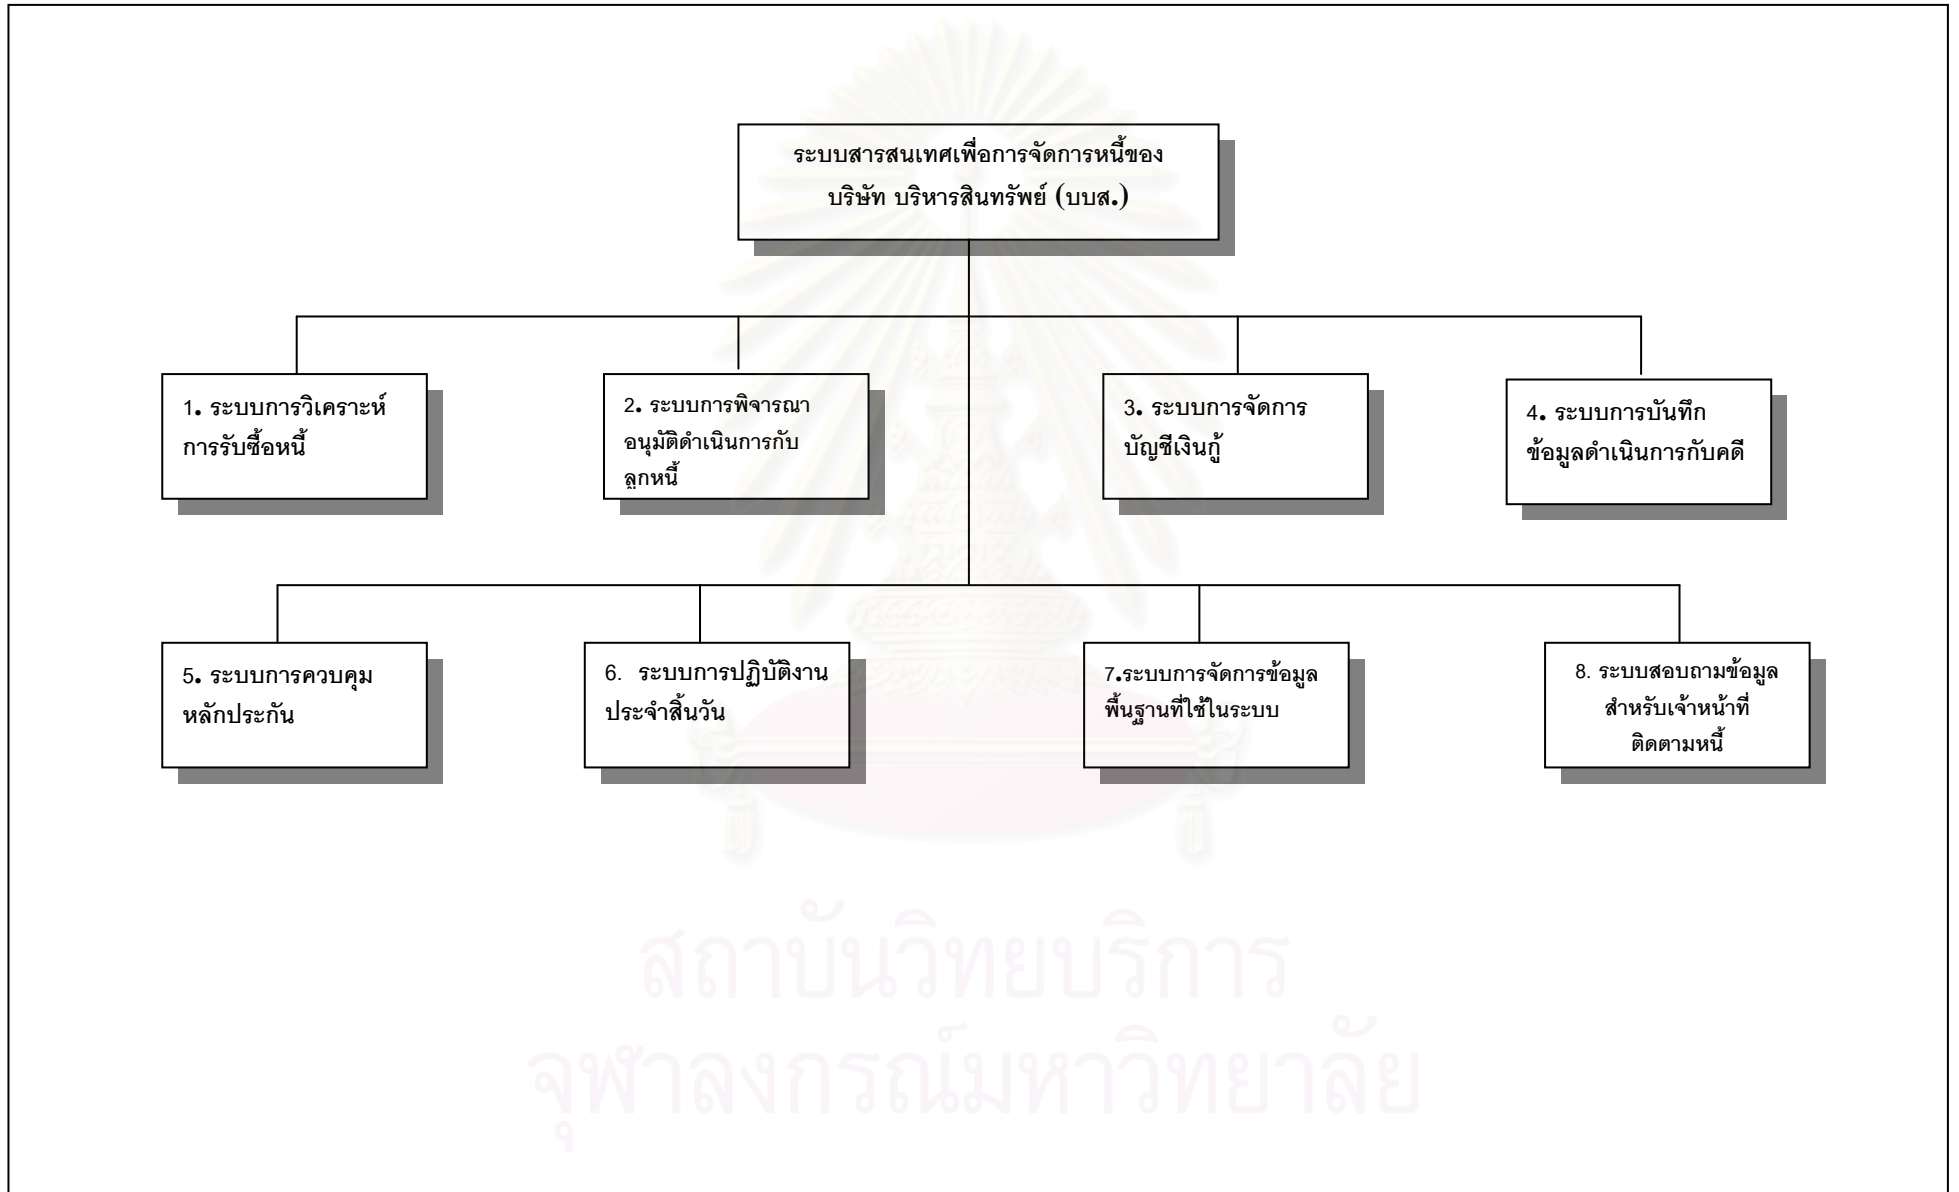 ระบบสารสนเทศเพื่อการจัดการหนี้ของ
บริษัท บริหารสินทรัพย์ (บบส.)
1. ระบบการวิเคราะห์
การรับซื้อหนี้
2. ระบบการพิจารณา
อนุมัติดำเนินการกับ
ลูกหนี้
3. ระบบการจัดการ
บัญชีเงินกู้
4. ระบบการบันทึก
ข้อมูลดำเนินการกับคดี
5. ระบบการควบคุม
หลักประกัน
6. ระบบการปฏิบัติงาน
ประจำสิ้นวัน
7.ระบบการจัดการข้อมูล
พื้นฐานที่ใช้ในระบบ
8. ระบบสอบถามข้อมูล
สำหรับเจ้าหน้าที่
ติดตามหนี้
สถาบันวิทยบริการ
จุฬาลงกรณ์มหาวิทยาลัย